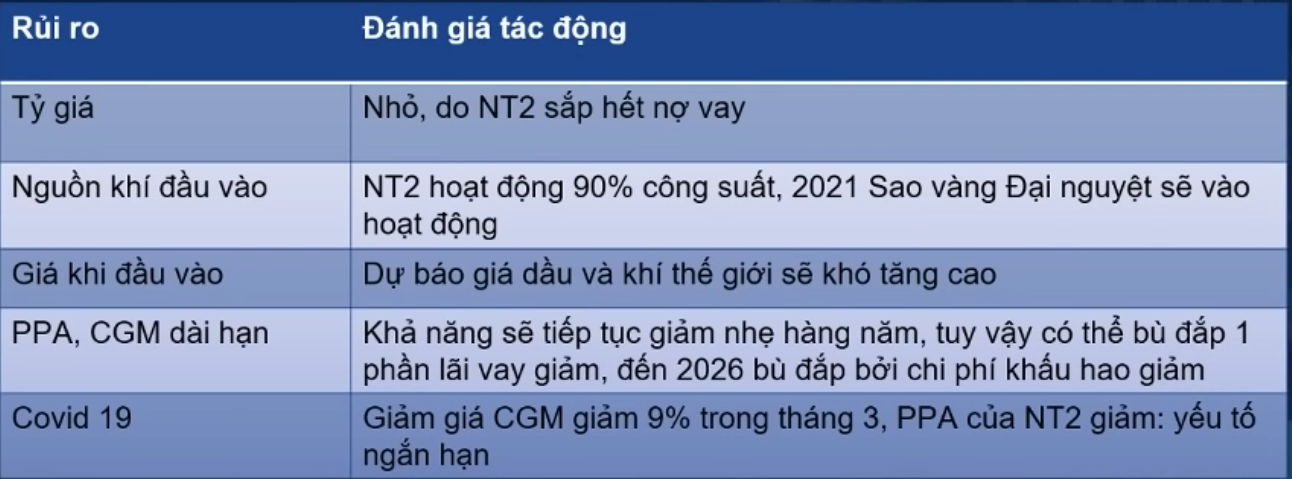 Rủi ro
Đánh giá tác động
Tỷ giá
Nhỏ, do NT2 sắp hết nợ vay
Nguồn khí đầu vào
NT2 hoạt động 90% công suất, 2021 Sao vàng Đại nguyệt sẽ vào
hoạt động
Giá khi đầu vào
Dự báo giá dầu và khí thế giới sẽ khó tăng cao
PPA, CGM dài hạn
Khả năng sẽ tiếp tục giảm nhẹ hàng năm, tuy vậy có thể bù đắp 1
phần lãi vay giảm, đến 2026 bù đắp bởi chi phí khấu hao giảm
Covid 19
Giảm giá CGM giảm 9% trong tháng 3, PPA của NT2 giảm: yếu tố
ngắn hạn